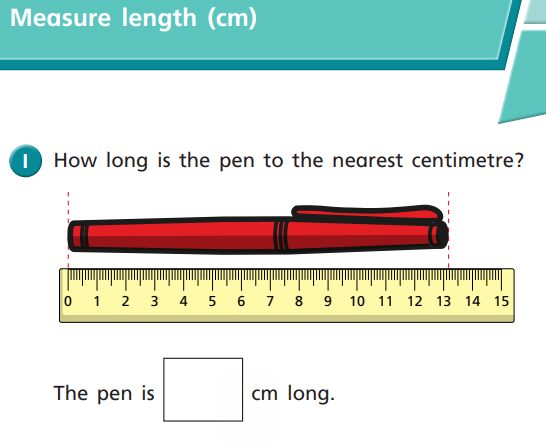 Measure length (cm)
1 How long is the pen to the nearest centimetre?
0 1 2 3 4 5 6 7 8 9 10 11 12 13 14 15
The pen is cm long.